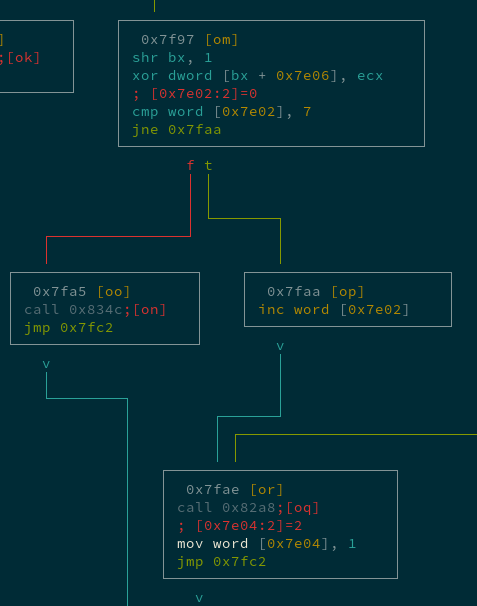 ]
;[ok]
0x7f97 [om]
shr bx, 1
xor dword [bx + 0x7e06], ecx
; [0x7e02:2]=0
cmp word [0x7e02], 7
jne 0x7faa
f t
0x7fa5 [oo]
call 0x834c;[on]
jmp 0x7fc2
v
0x7faa [op]
inc word [0x7e02]
v
0x7fae [or]
call 0x82a8;[oq]
; [0x7e04:2]=2
mov word [0x7e04], 1
jmp 0x7fc2
v